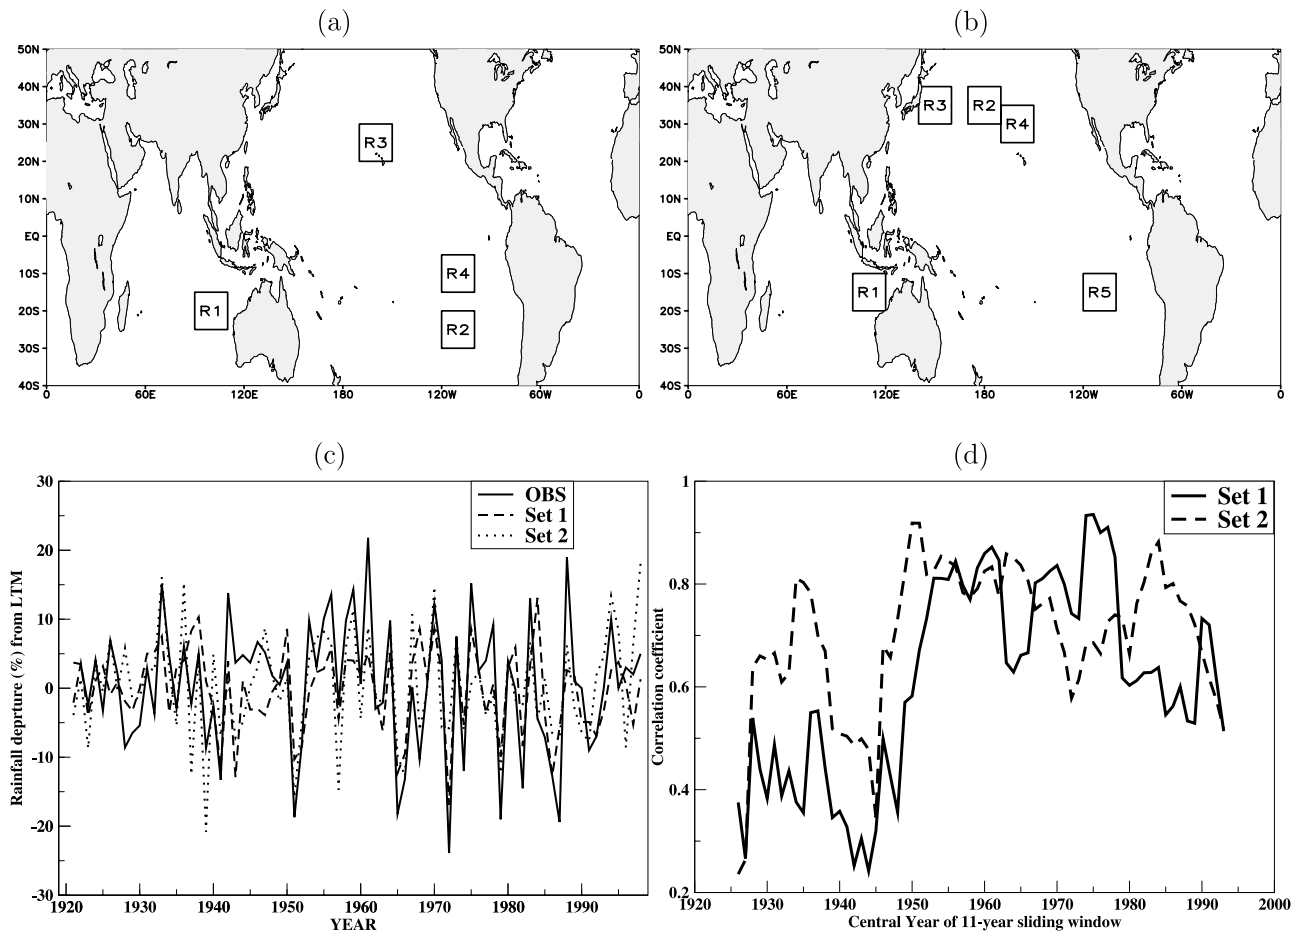 (a)
50N
40N
30N
20N
10N
EQ
10S
20S
30S
40S
0
60E
120E
180
120W
60W
0
R3
R4
R1
R2
(b)
50N
40N
30N
20N
10N
EQ
10S
20S
30S
40S
0
60E
120E
180
120W
60W
0
R3
R2
R4
R1
R5
(c)
Rainfall deprture (%) from LTM
30
20
10
0
-10
-20
-30
1920
1930
1940
1950
1960
1970
1980
1990
YEAR
OBS
Set 1
Set 2
(d)
Correlation coefficient
1
0.8
0.6
0.4
0.2
1920
1930
1940
1950
1960
1970
1980
1990
2000
Central Year of 11-year sliding window
Set 1
Set 2